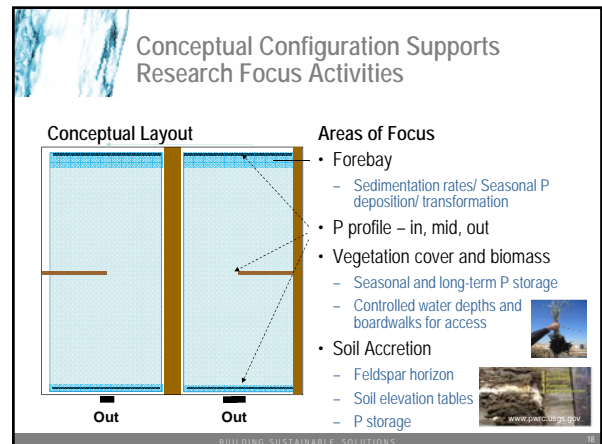 Conceptual Configuration Supports
Research Focus Activities
Conceptual Layout
Out
Out
Areas of Focus
• Forebay
– Sedimentation rates/ Seasonal P
deposition/ transformation
• P profile – in, mid, out
• Vegetation cover and biomass
– Seasonal and long-term P storage
– Controlled water depths and
boardwalks for access
• Soil Accretion
– Feldspar horizon
– Soil elevation tables
– P storage
www.pwrc.usgs.gov
BUILDING SUSTAINABLE SOLUTIONS
18